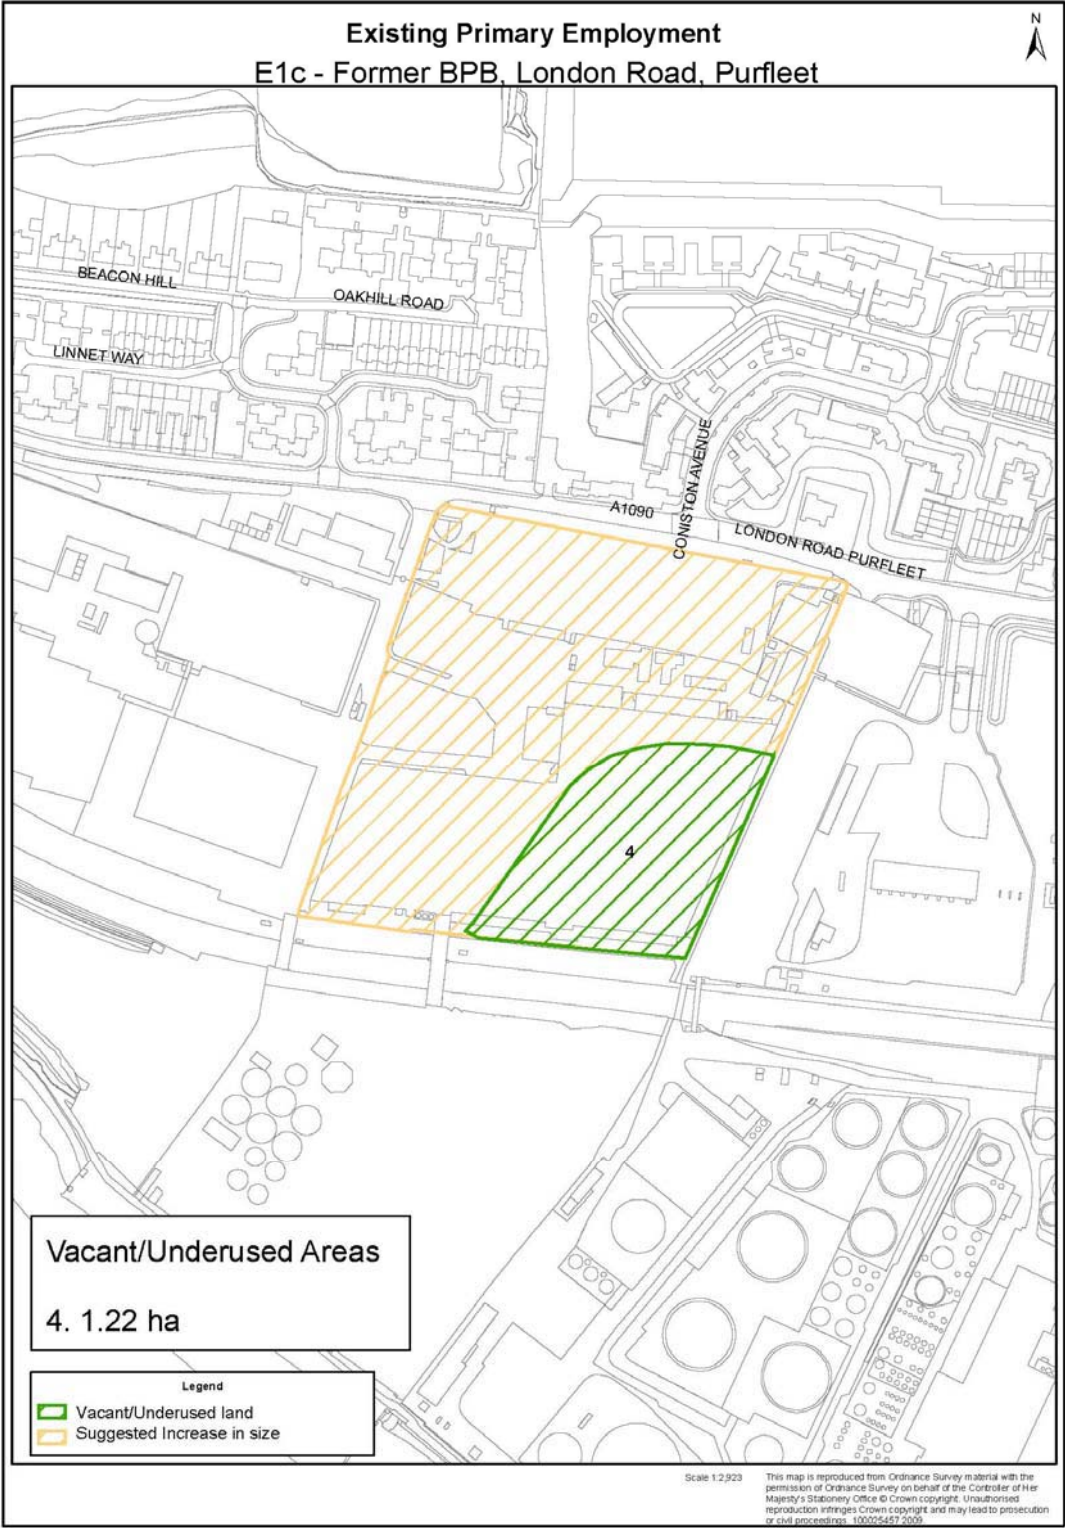 Existing Primary Employment
E1c - Former BPB, London Road, Purfleet
N
BEACON HILL
OAKHILL ROAD
LINNET WAY
CONISTON AVENUE
A1090
LONDON ROAD PURFLEET
4
Vacant/Underused Areas
4. 1.22 ha
Legend
Vacant/Underused land
Suggested Increase in size
Scale 1:2,923
This map is reproduced from Ordnance Survey material with the
permission of Ordnance Survey on behalf of the Controller of Her
Majesty's Stationery Office © Crown copyright. Unauthorised
reproduction infringes Crown copyright and may lead to prosecution
or civil proceedings. 100025457 2009